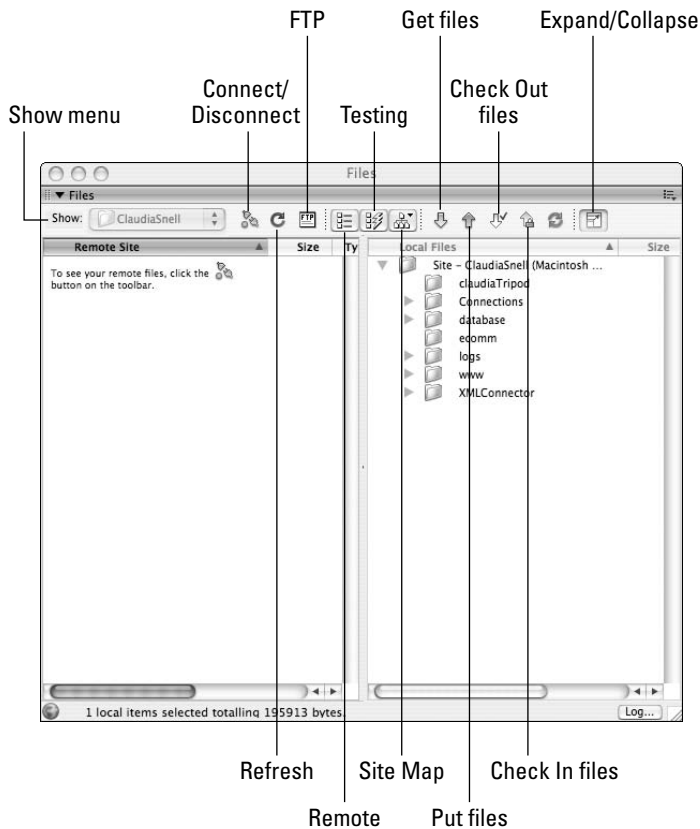 FTP Get files Expand/Collapse
Connect/ Check Out
Show menu Disconnect Testing files
Files
Files
Show: ClaudiaSnell FTP
Remote Site Size Ty Local Files Size
To see your remote files, click the
button on the toolbar.
Site – ClaudiaSnell (Macintosh ...
claudiaTripod
Connections
database
ecomm
logs
www
XMLConnector
1 local items selected totalling 195913 bytes.
Log...
Refresh Site Map Check In files
Remote Put files